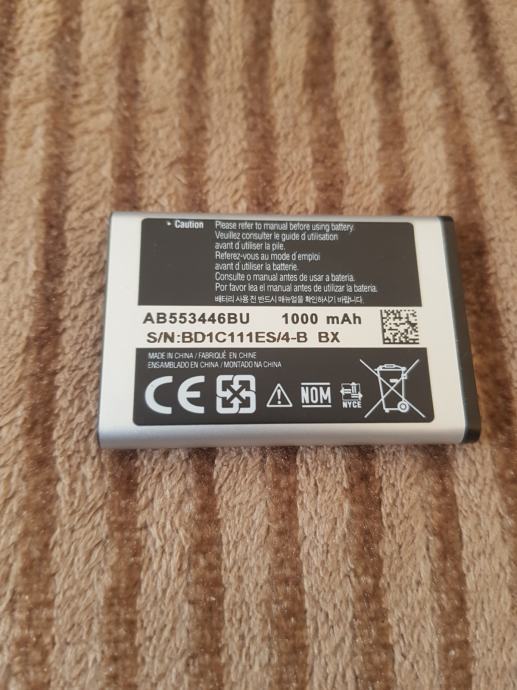 Caution
Please refer to manual before using battery.
Veuillez consulter le guide d'utilisation
avant d'utiliser la pile.
Referez-vous au mode d'emploi
avant d'utiliser la batterie.
Consulte o manual antes de usar a bateria.
Por favor lea el manual
antes de usar la batería.
배터리 사용 전 반드시 매뉴얼을 확인하시기 바랍니다.
AB553446BU 1000 mAh
S/N:BD1C111ES/4-B BX
MADE IN CHINA / FABRIQUÉ EN CHINE
ENSAMBLADO EN CHINA / MONTADO NA CHINA
CE
NOM
NYCE